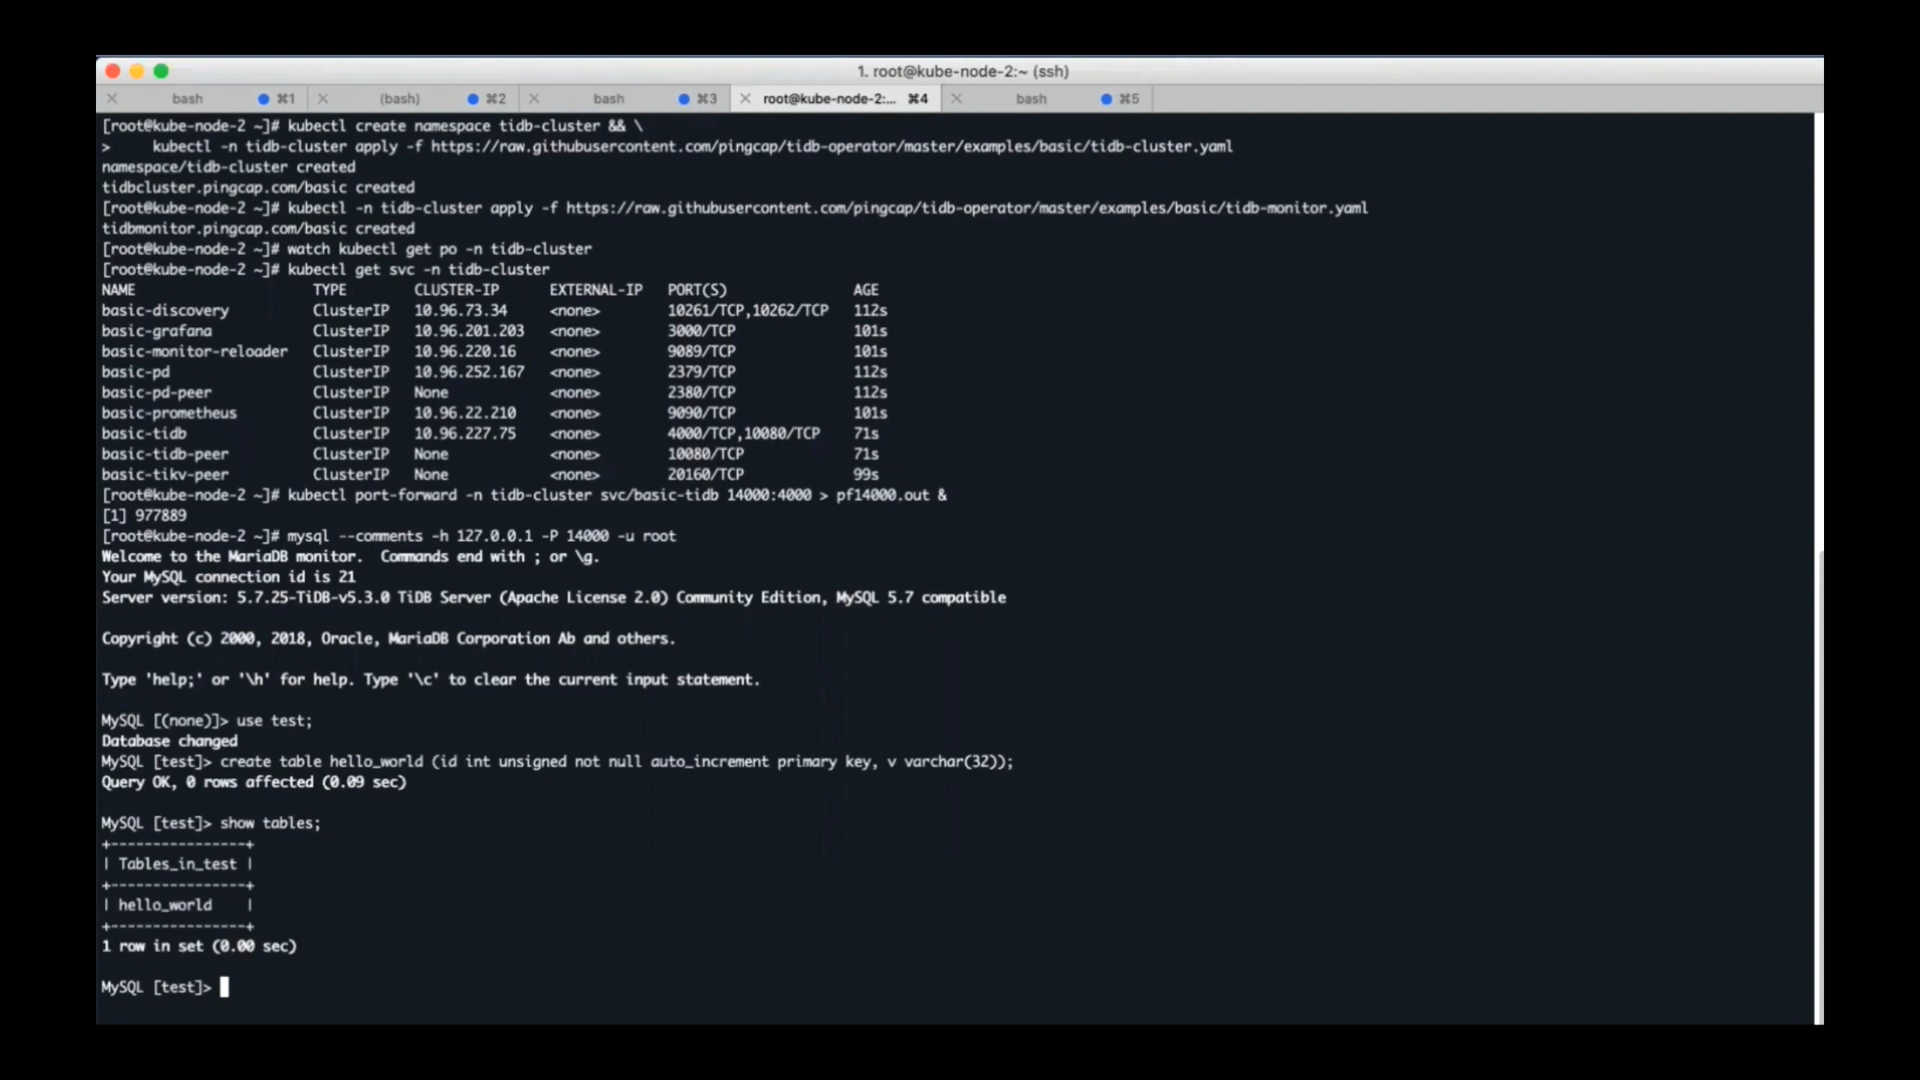 1. root@kube-node-2:~ (ssh)
bash ⌘1 (bash) ⌘2 bash ⌘3 root@kube-node-2:... ⌘4 bash ⌘5
[root@kube-node-2 ~]# kubectl create namespace tidb-cluster && \
>     kubectl -n tidb-cluster apply -f https://raw.githubusercontent.com/pingcap/tidb-operator/master/examples/basic/tidb-cluster.yaml
namespace/tidb-cluster created
tidbcluster.pingcap.com/basic created
[root@kube-node-2 ~]# kubectl -n tidb-cluster apply -f https://raw.githubusercontent.com/pingcap/tidb-operator/master/examples/basic/tidb-monitor.yaml
tidbmonitor.pingcap.com/basic created
[root@kube-node-2 ~]# watch kubectl get po -n tidb-cluster
[root@kube-node-2 ~]# kubectl get svc -n tidb-cluster
NAME                     TYPE        CLUSTER-IP      EXTERNAL-IP   PORT(S)               AGE
basic-discovery          ClusterIP   10.96.73.34     <none>        10261/TCP,10262/TCP   112s
basic-grafana            ClusterIP   10.96.201.203   <none>        3000/TCP              101s
basic-monitor-reloader   ClusterIP   10.96.220.16    <none>        9089/TCP              101s
basic-pd                 ClusterIP   10.96.252.167   <none>        2379/TCP              112s
basic-pd-peer            ClusterIP   None            <none>        2380/TCP              112s
basic-prometheus         ClusterIP   10.96.22.210    <none>        9090/TCP              101s
basic-tidb               ClusterIP   10.96.227.75    <none>        4000/TCP,10080/TCP    71s
basic-tidb-peer          ClusterIP   None            <none>        10080/TCP             71s
basic-tikv-peer          ClusterIP   None            <none>        20160/TCP             99s
[root@kube-node-2 ~]# kubectl port-forward -n tidb-cluster svc/basic-tidb 14000:4000 > pf14000.out &
[1] 977889
[root@kube-node-2 ~]# mysql --comments -h 127.0.0.1 -P 14000 -u root
Welcome to the MariaDB monitor.  Commands end with ; or \g.
Your MySQL connection id is 21
Server version: 5.7.25-TiDB-v5.3.0 TiDB Server (Apache License 2.0) Community Edition, MySQL 5.7 compatible
Copyright (c) 2000, 2018, Oracle, MariaDB Corporation Ab and others.
Type 'help;' or '\h' for help. Type '\c' to clear the current input statement.
MySQL [(none)]> use test;
Database changed
MySQL [test]> create table hello_world (id int unsigned not null auto_increment primary key, v varchar(32));
Query OK, 0 rows affected (0.09 sec)
MySQL [test]> show tables;
+----------------+
| Tables_in_test |
+----------------+
| hello_world    |
+----------------+
1 row in set (0.00 sec)
MySQL [test]>